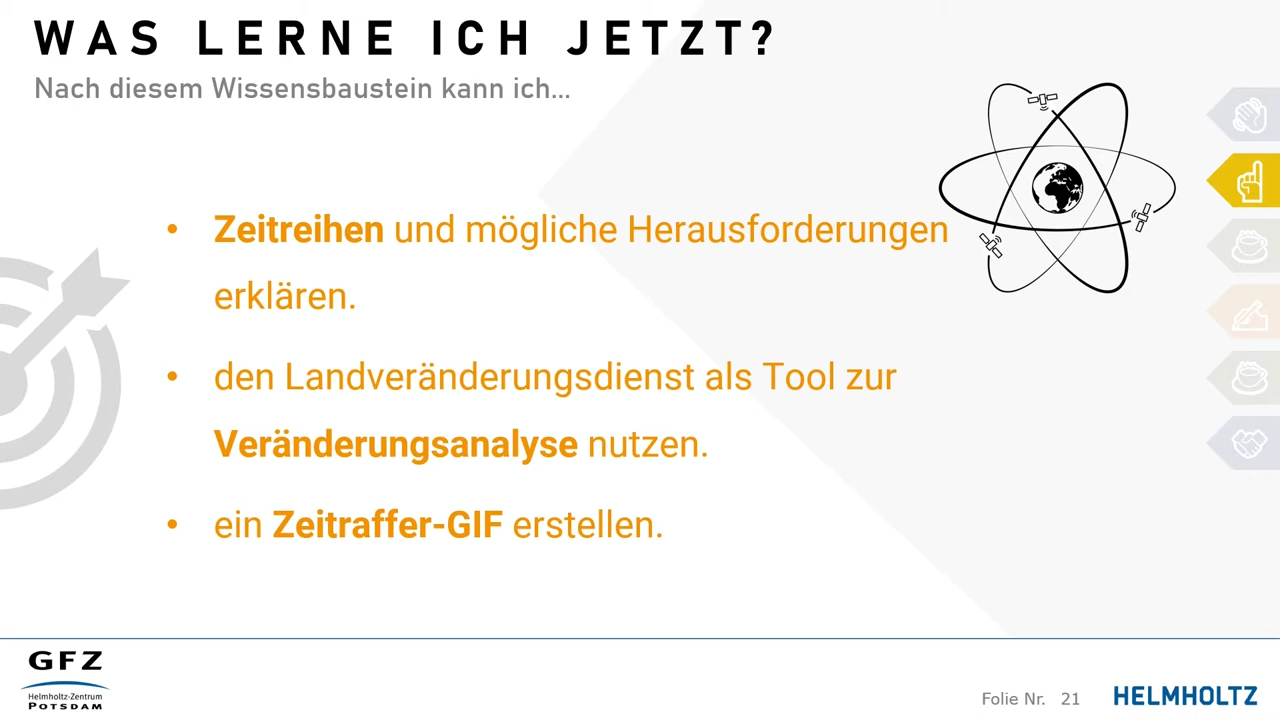 WAS LERNE ICH JETZT?
Nach diesem Wissensbaustein kann ich...
• Zeitreihen und mögliche Herausforderungen
erklären.
• den Landveränderungsdienst als Tool zur
Veränderungsanalyse nutzen.
• ein Zeitraffer-GIF erstellen.
GFZ
Helmholtz-Zentrum
POTSDAM
Folie Nr. 21
HELMHOLTZ